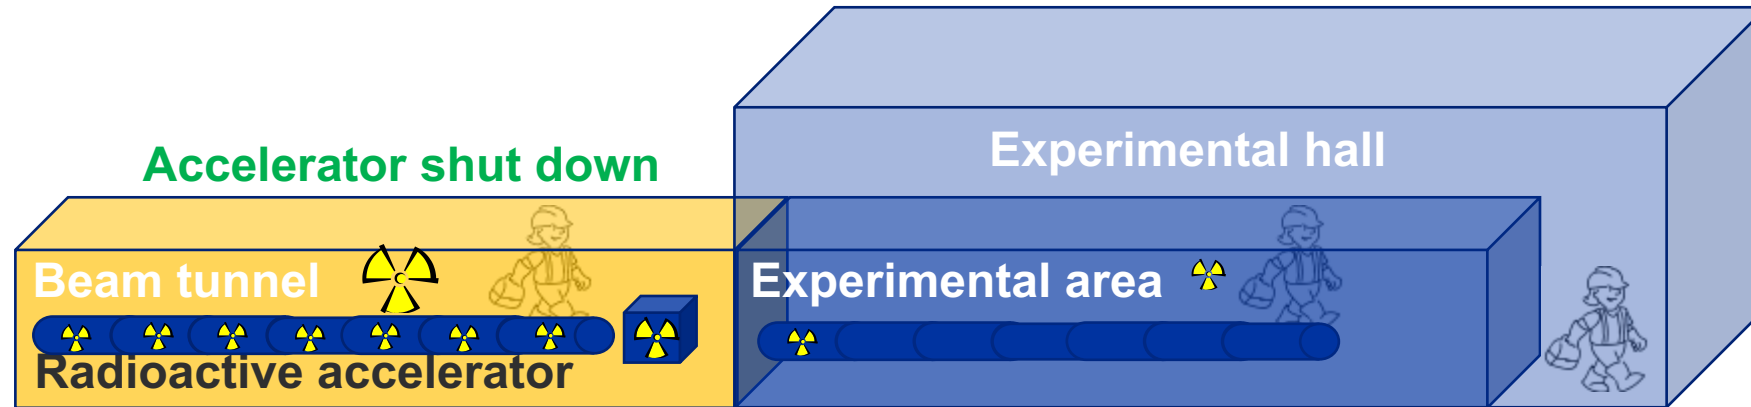 Accelerator shut down
Experimental hall
Beam tunnel
Experimental area
Radioactive accelerator